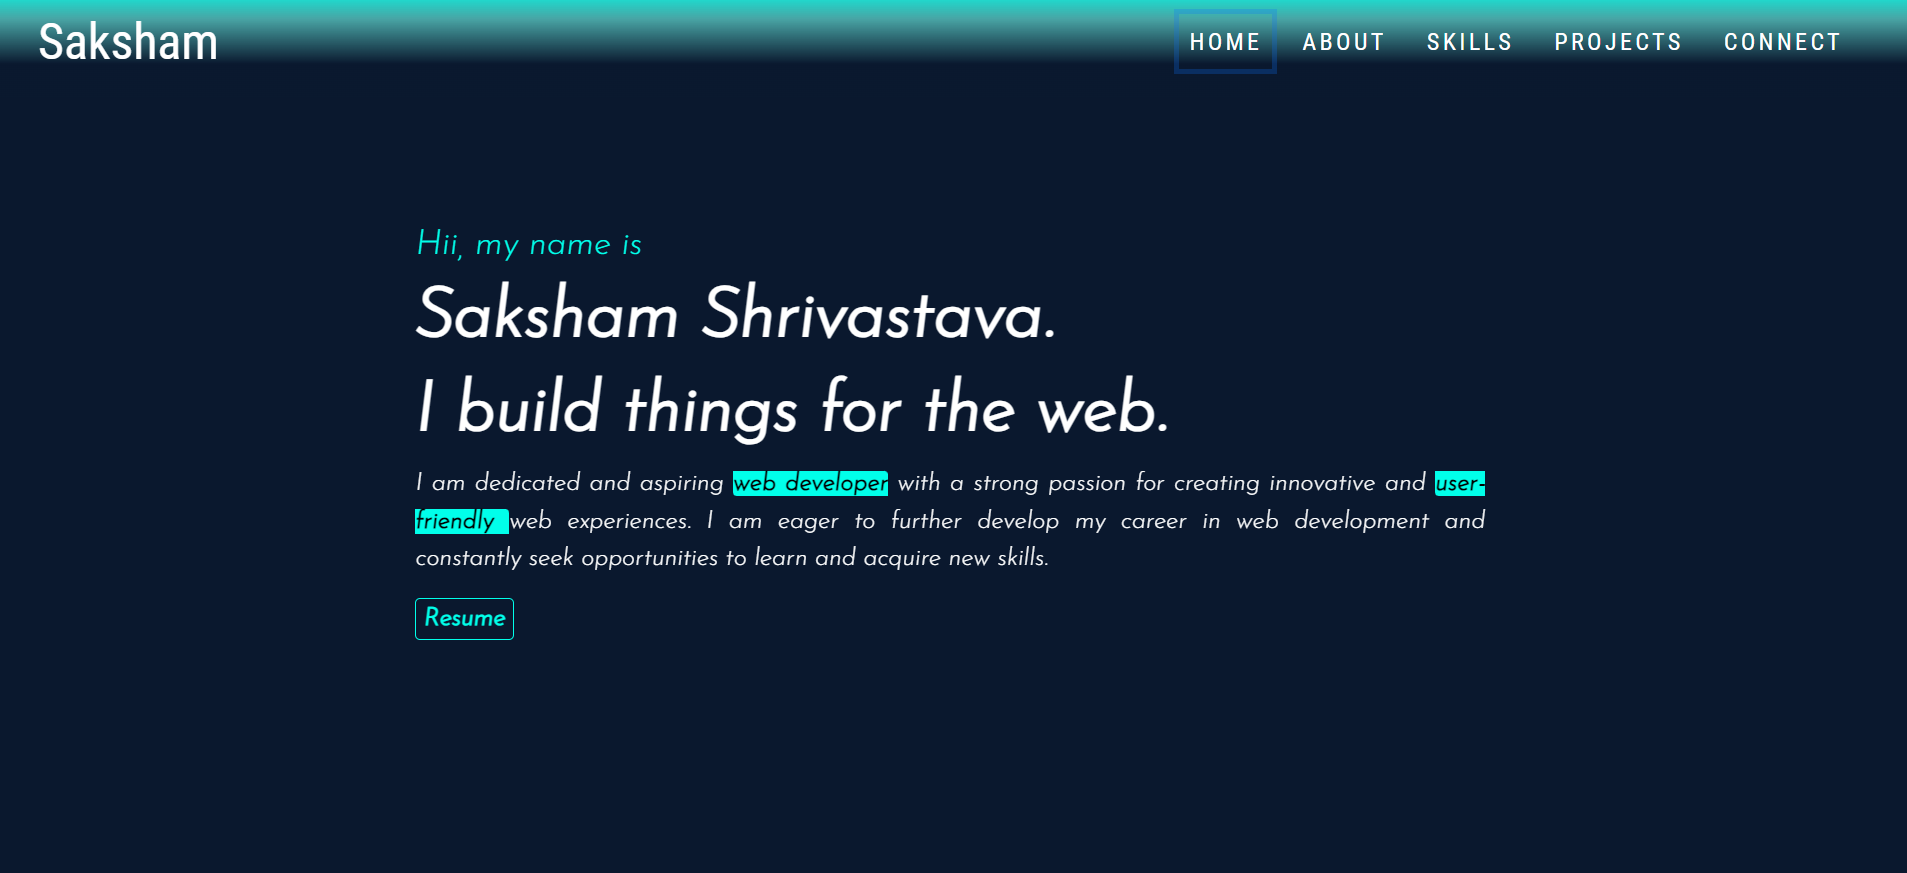 Saksham
HOME ABOUT SKILLS PROJECTS CONNECT
Hii, my name is
Saksham Shrivastava.
I build things for the web.
I am dedicated and aspiring web developer with a strong passion for creating innovative and user-
friendly web experiences. I am eager to further develop my career in web development and
constantly seek opportunities to learn and acquire new skills.
Resume